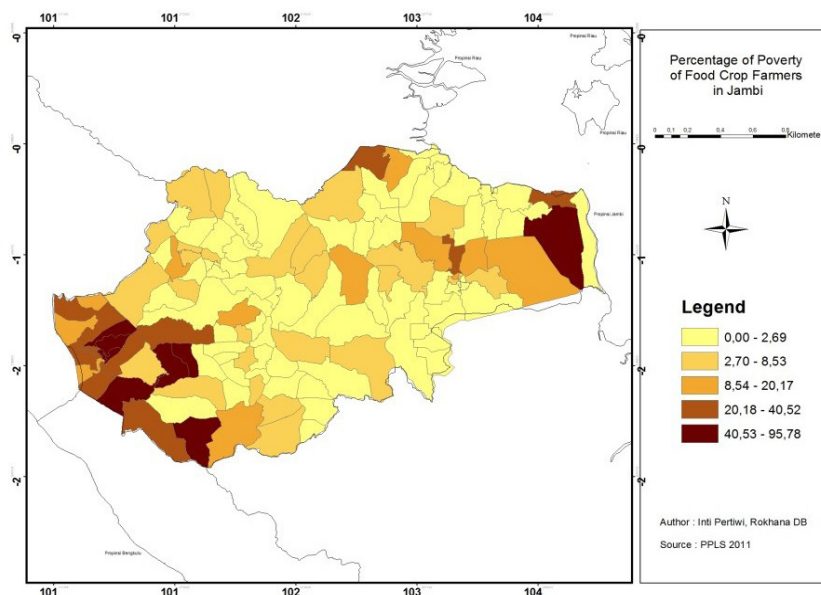 101 101 102 103 104
-0
-0
-1
-1
-2
-2
-0
-0
-1
-1
-2
-2
Propinsi Riau
Propinsi Riau
Propinsi Riau
Propinsi Jambi
Propinsi Bengkulu
101 101 102 103 104
Percentage of Poverty
of Food Crop Farmers
in Jambi
0 0,1 0,2 0,4 0,6 0,8
Kilomete
N
Legend
0,00 - 2,69
2,70 - 8,53
8,54 - 20,17
20,18 - 40,52
40,53 - 95,78
Author : Inti Pertiwi, Rokhana DB
Source : PPLS 2011